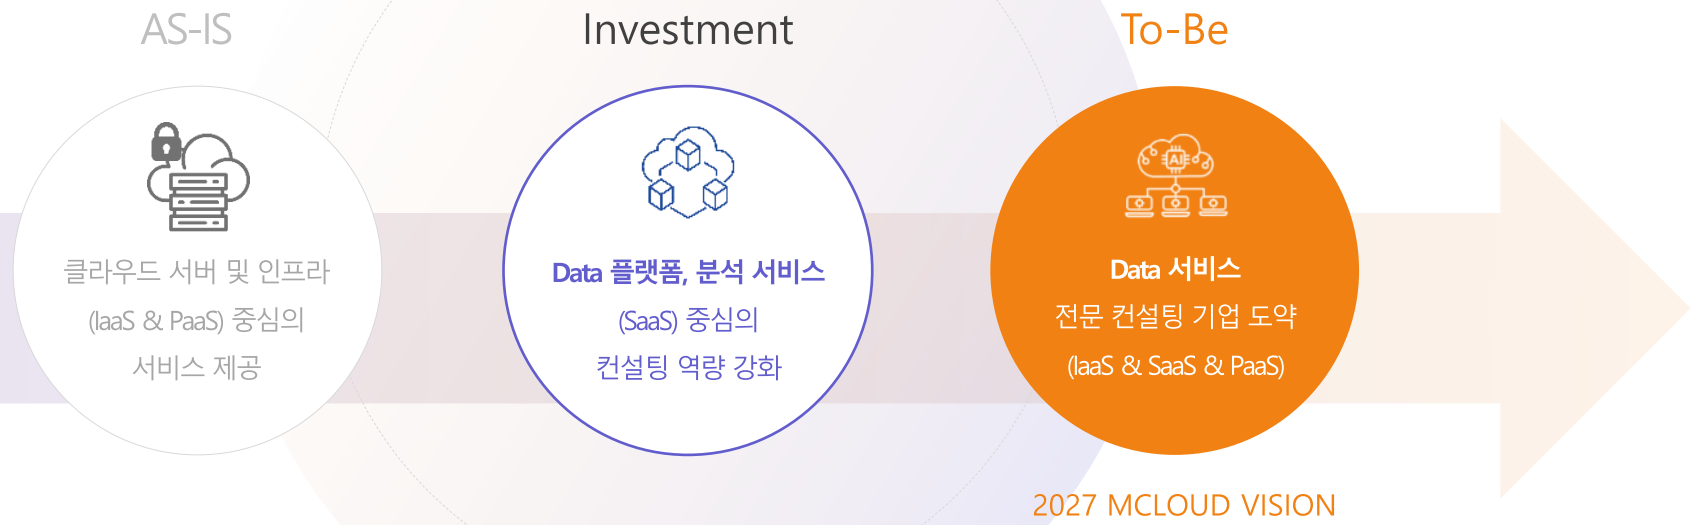 AS-IS
클라우드 서버 및 인프라
(IaaS & PaaS) 중심의
서비스 제공
Investment
Data 플랫폼, 분석 서비스
(SaaS) 중심의
컨설팅 역량 강화
To-Be
AI
Data 서비스
전문 컨설팅 기업 도약
(IaaS & SaaS & PaaS)
2027 MCLOUD VISION